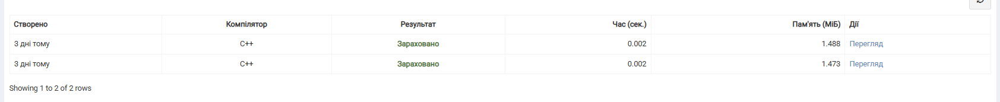 Створено Компілятор Результат Час (сек.) Пам'ять (МіБ) Дії
3 дні тому C++ Зараховано 0.002 1.488 Перегляд
3 дні тому C++ Зараховано 0.002 1.473 Перегляд
Showing 1 to 2 of 2 rows